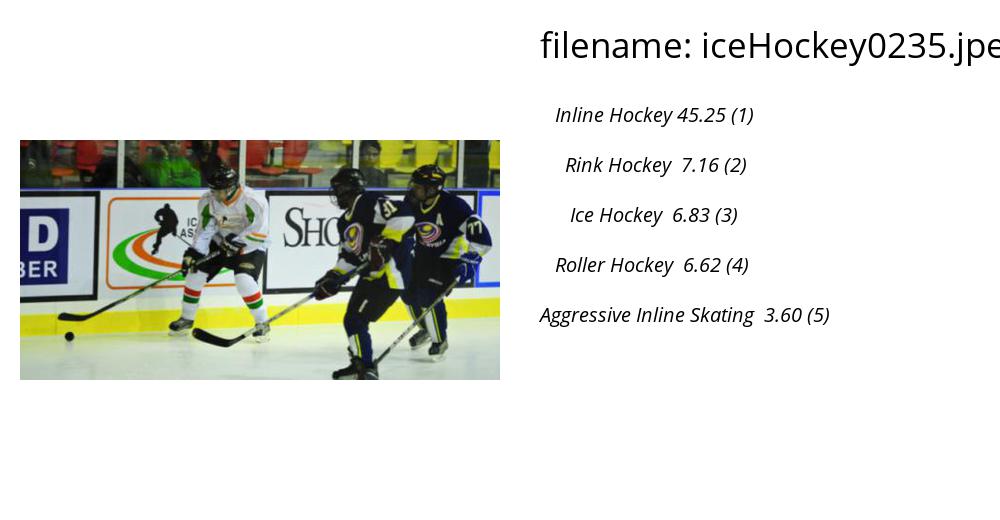 filename: iceHockey0235.jpe
Inline Hockey 45.25 (1)
Rink Hockey 7.16 (2)
Ice Hockey 6.83 (3)
Roller Hockey 6.62 (4)
Aggressive Inline Skating 3.60 (5)
D
BER
IC
AS
SHO
31
A
77